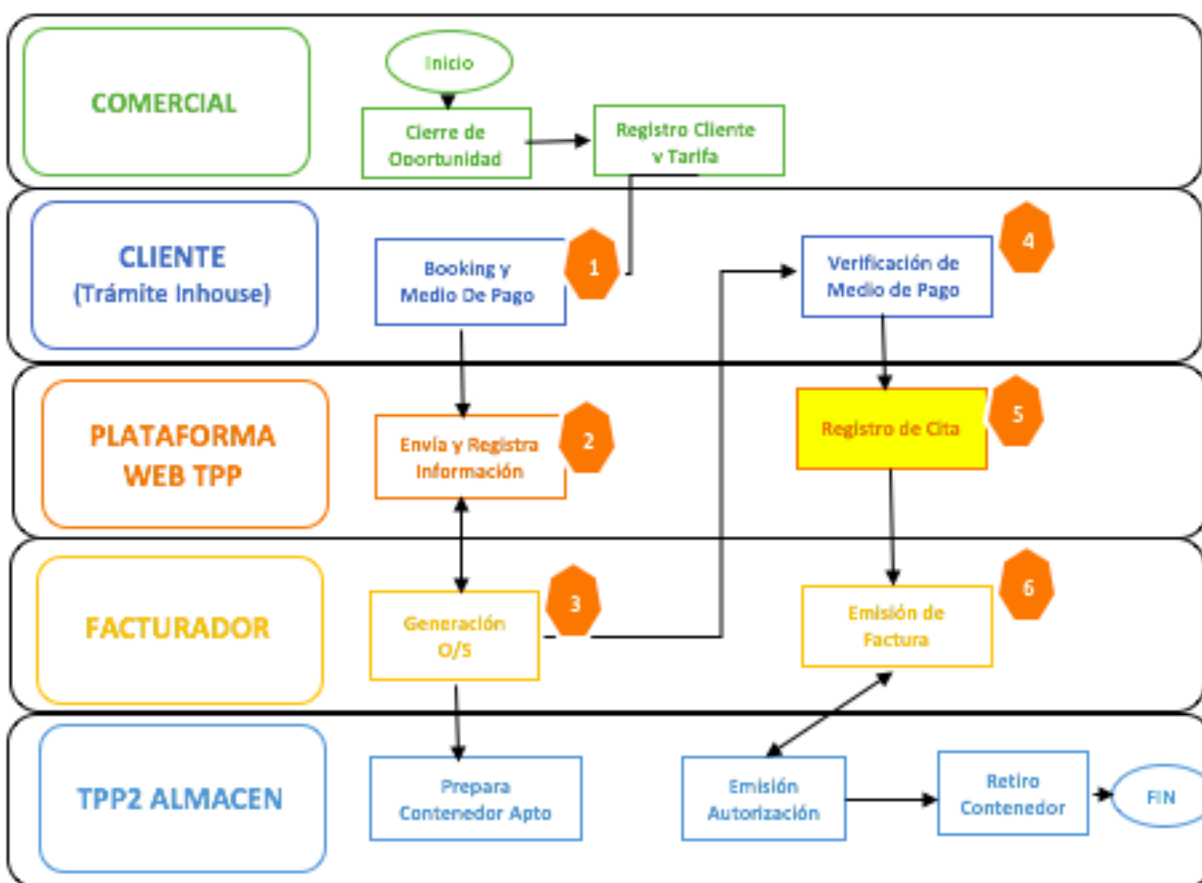 COMERCIAL
Inicio
Cierre de
Oportunidad
Registro Cliente
y Tarifa
CLIENTE
(Trámite Inhouse)
Booking y
Medio De Pago
1
Verificación de
Medio de Pago
4
PLATAFORMA
WEB TPP
Envía y Registra
Información
2
Registro de Cita
5
FACTURADOR
Generación
O/S
3
Emisión de
Factura
6
TPP2 ALMACEN
Prepara
Contenedor Apto
Emisión
Autorización
Retiro
Contenedor
FIN